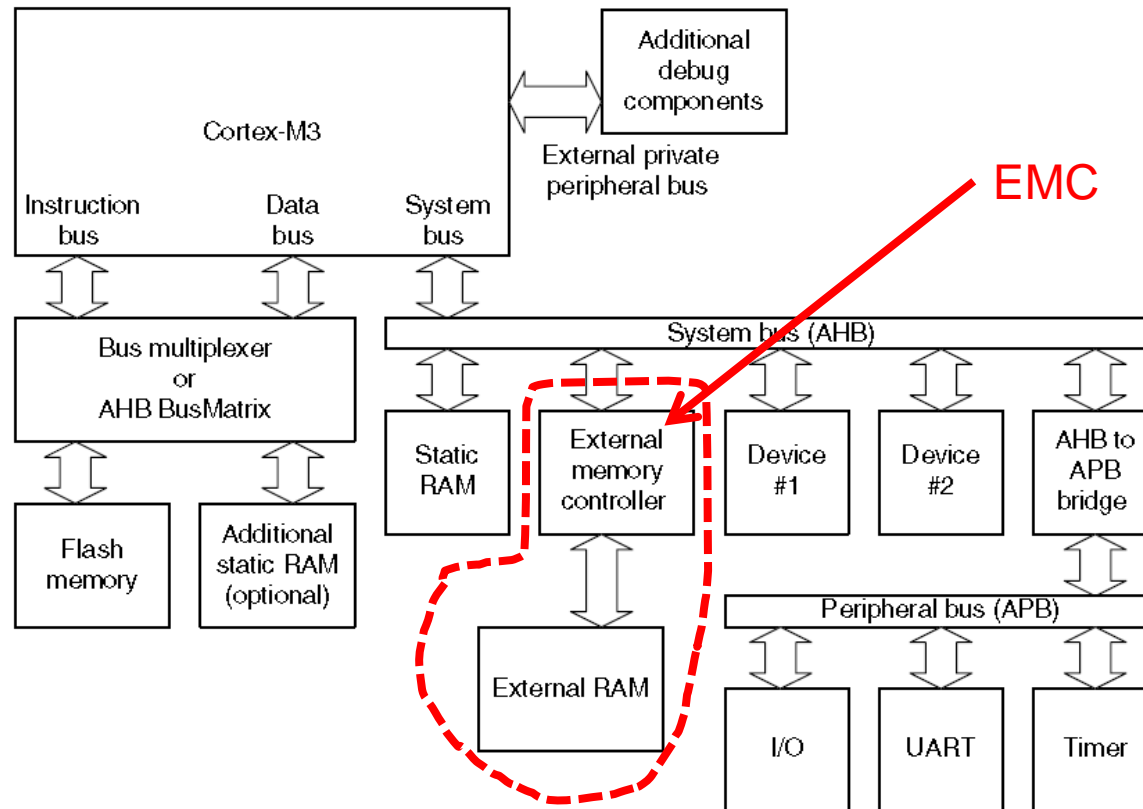 Additional
debug
components
Cortex-M3
External private
peripheral bus
EMC
Instruction
bus
Data
bus
System
bus
System bus (AHB)
Bus multiplexer
or
AHB BusMatrix
Static
RAM
External
memory
controller
Device
#1
Device
#2
AHB to
APB
bridge
Flash
memory
Additional
static RAM
(optional)
Peripheral bus (APB)
External RAM
I/O
UART
Timer